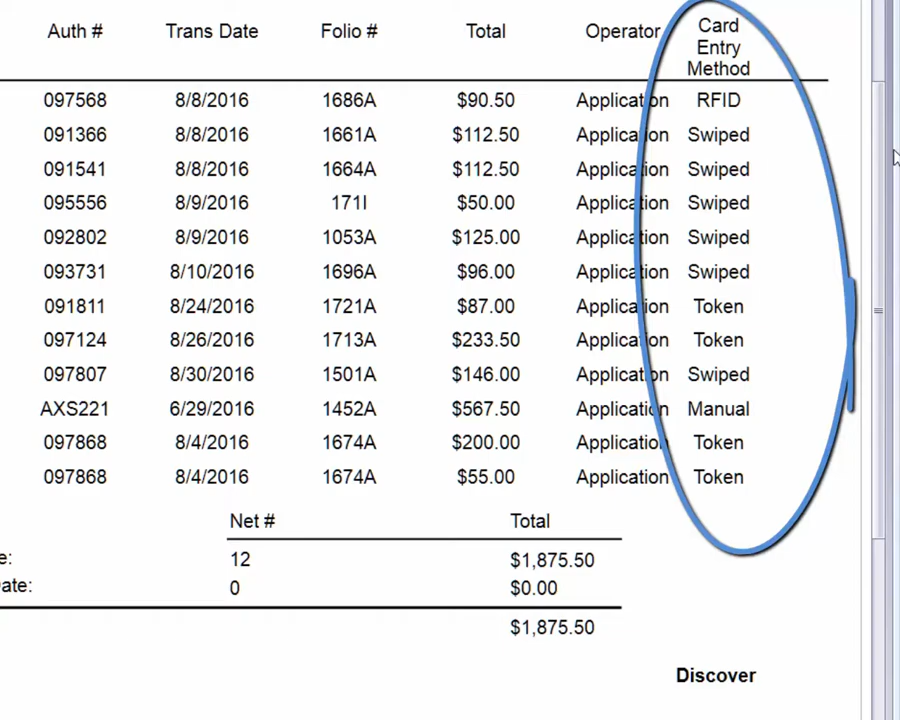 Auth # Trans Date Folio # Total Operator Card Entry Method
097568 8/8/2016 1686A $90.50 Application RFID
091366 8/8/2016 1661A $112.50 Application Swiped
091541 8/8/2016 1664A $112.50 Application Swiped
095556 8/9/2016 171I $50.00 Application Swiped
092802 8/9/2016 1053A $125.00 Application Swiped
093731 8/10/2016 1696A $96.00 Application Swiped
091811 8/24/2016 1721A $87.00 Application Token
097124 8/26/2016 1713A $233.50 Application Token
097807 8/30/2016 1501A $146.00 Application Swiped
AXS221 6/29/2016 1452A $567.50 Application Manual
097868 8/4/2016 1674A $200.00 Application Token
097868 8/4/2016 1674A $55.00 Application Token
Net # Total
e: 12 $1,875.50
Date: 0 $0.00
$1,875.50
Discover